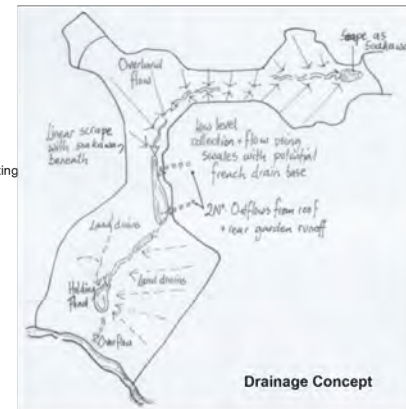 Scrape as
Soakaway
Overland
flow
Linear scrape
with soakaway
beneath
low level
collection + flow using
swales with potential
french drain base
2N° Outflows from roof
+ rear garden runoff
Land drains
Land drains
Holding
Pond
Overflow
ting
Drainage Concept